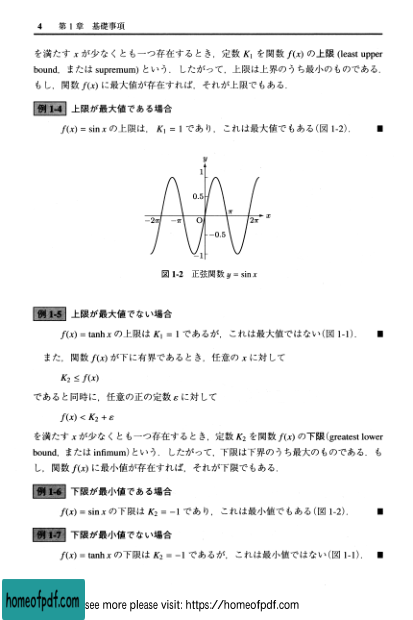 4 第1章 基礎事項
を満たす x が少なくとも一つ存在するとき，定数 K₁ を関数 f(x) の上限 (least upper
bound，または supremum) という．したがって，上限は上界のうち最小のものである．
もし，関数 f(x) に最大値が存在すれば，それが上限でもある．
例 1-4 上限が最大値である場合
f(x) = sin x の上限は， K₁ = 1 であり，これは最大値でもある(図 1-2)． ■
y
1
0.5
-2π -π O π 2π x
-0.5
-1
図 1-2 正弦関数 y = sin x
例 1-5 上限が最大値でない場合
f(x) = tanh x の上限は K₁ = 1 であるが，これは最大値ではない(図 1-1)． ■
また，関数 f(x) が下に有界であるとき，任意の x に対して
K₂ ≤ f(x)
であると同時に，任意の正の定数 ε に対して
f(x) < K₂ + ε
を満たす x が少なくとも一つ存在するとき，定数 K₂ を関数 f(x) の下限(greatest lower
bound，または infimum)という．したがって，下限は下界のうち最大のものである．も
し，関数 f(x) に最小値が存在すれば，それが下限でもある．
例 1-6 下限が最小値である場合
f(x) = sin x の下限は K₂ = −1 であり，これは最小値でもある(図 1-2)． ■
例 1-7 下限が最小値でない場合
f(x) = tanh x の下限は K₂ = −1 であるが，これは最小値ではない(図 1-1)． ■
homeofpdf.com see more please visit: https://homeofpdf.com